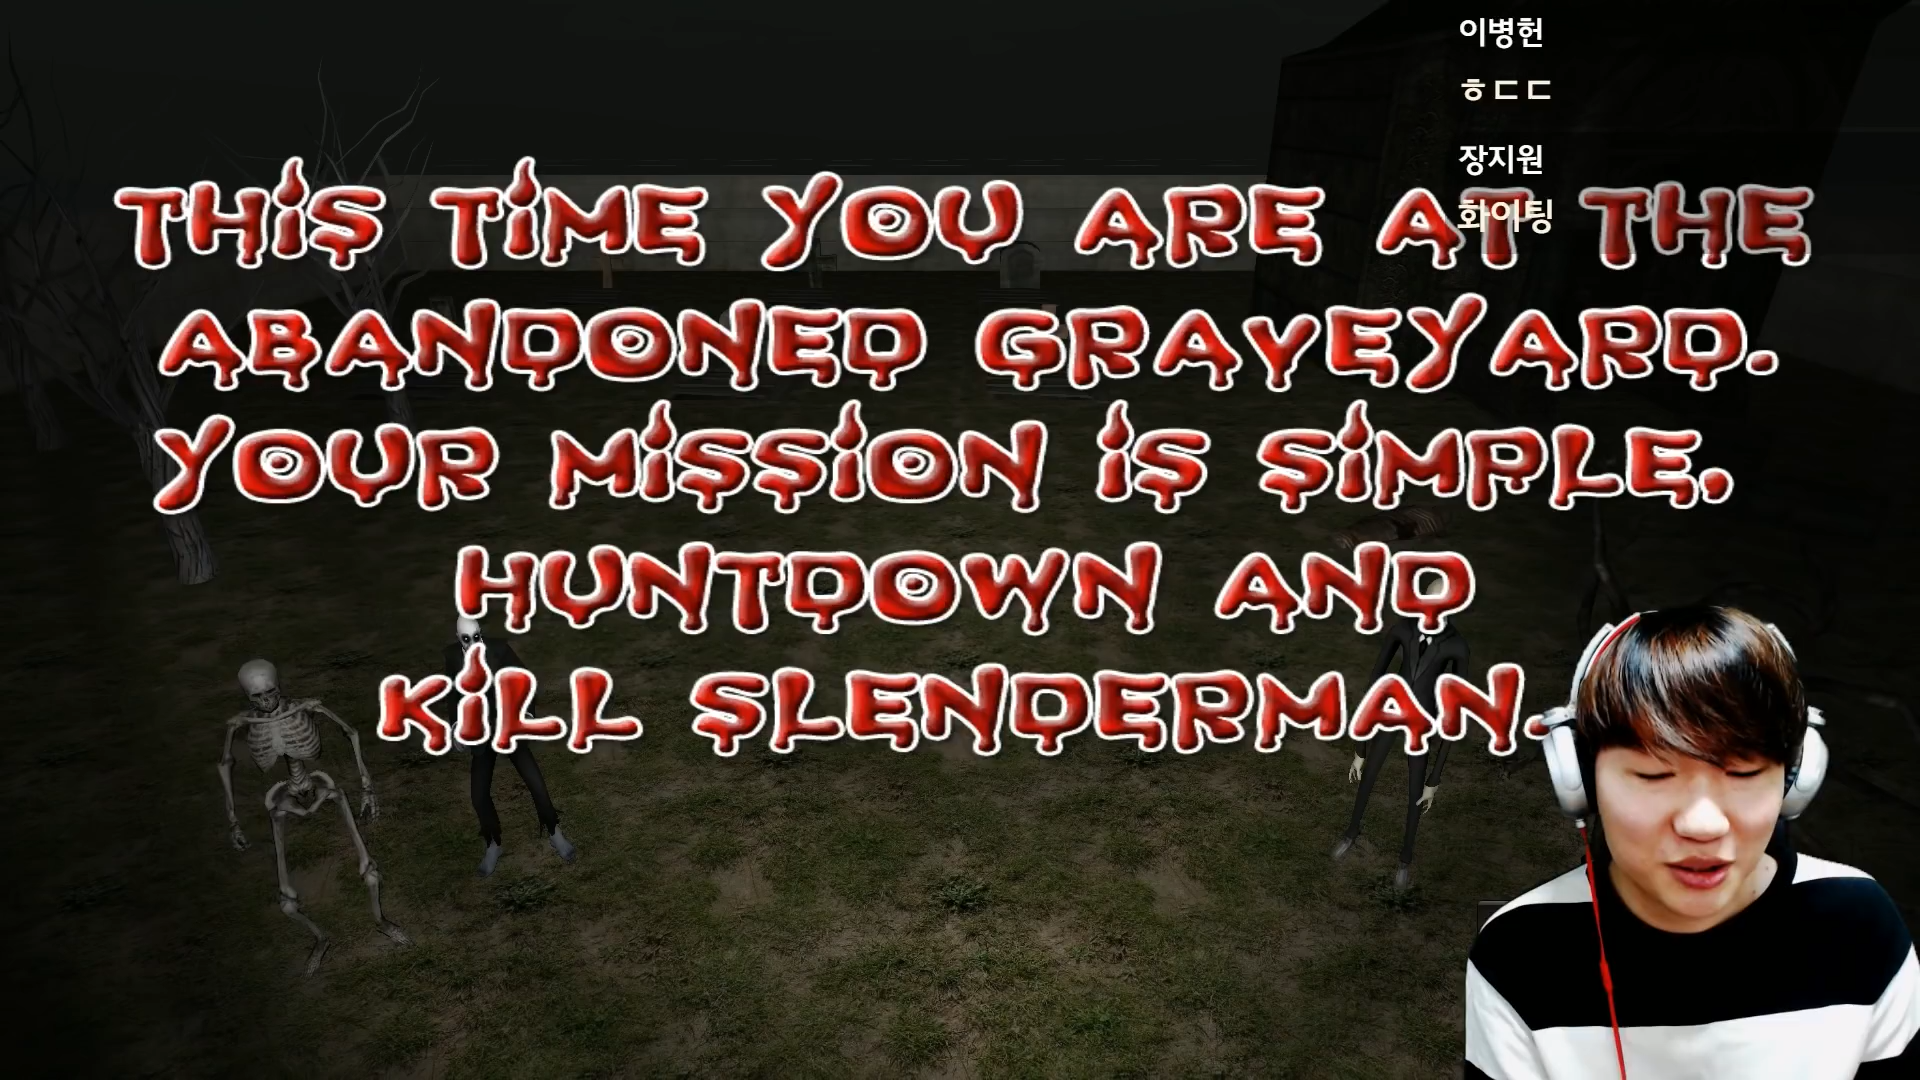 이병헌
ㅎㄷㄷ
장지원
화이팅
THIS TIME YOU ARE AT THE
ABANDONED GRAVEYARD.
YOUR MISSION IS SIMPLE,
HUNTDOWN AND
KILL SLENDERMAN.